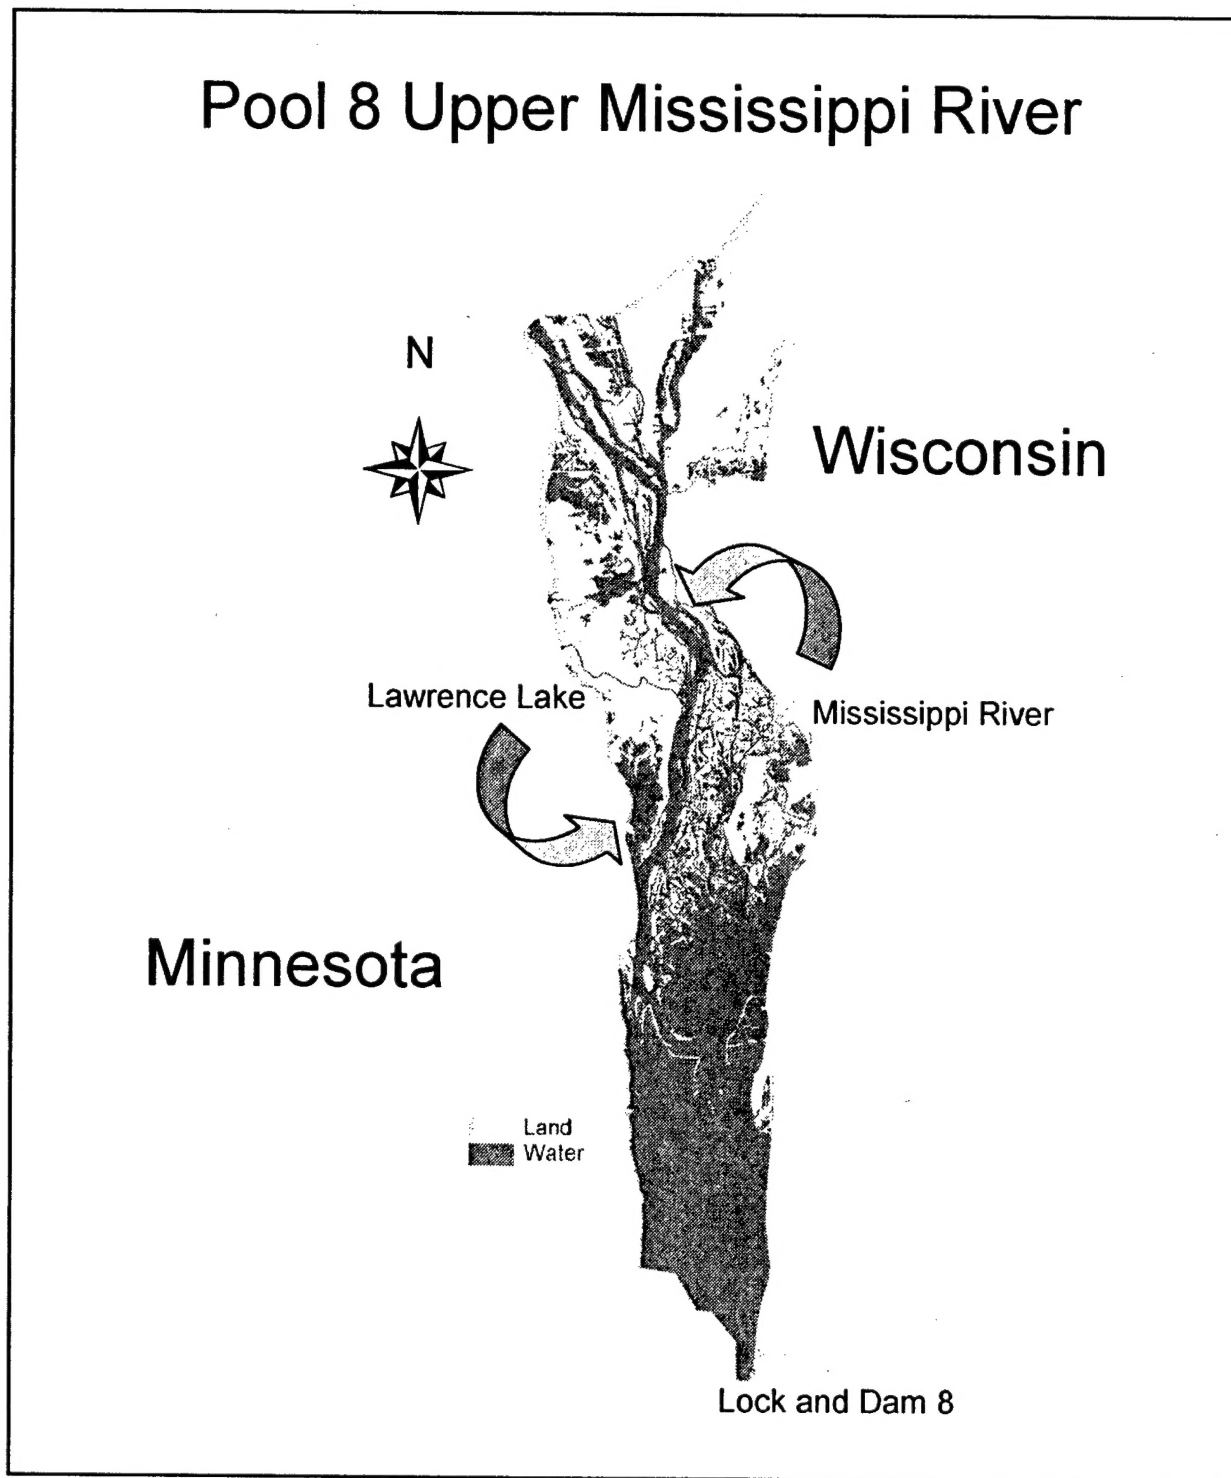 Pool 8 Upper Mississippi River
N
Wisconsin
Lawrence Lake
Mississippi River
Minnesota
Land
Water
Lock and Dam 8